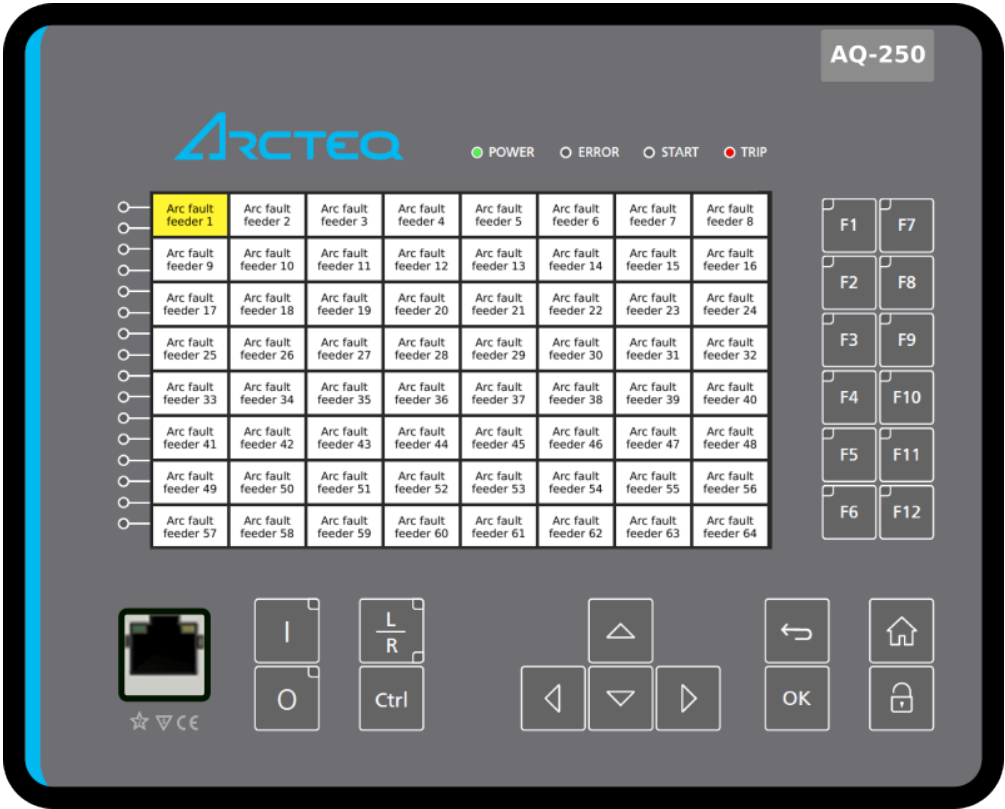 AQ-250
ARCTEQ
POWER ERROR START TRIP
Arc fault feeder 1
Arc fault feeder 2
Arc fault feeder 3
Arc fault feeder 4
Arc fault feeder 5
Arc fault feeder 6
Arc fault feeder 7
Arc fault feeder 8
Arc fault feeder 9
Arc fault feeder 10
Arc fault feeder 11
Arc fault feeder 12
Arc fault feeder 13
Arc fault feeder 14
Arc fault feeder 15
Arc fault feeder 16
Arc fault feeder 17
Arc fault feeder 18
Arc fault feeder 19
Arc fault feeder 20
Arc fault feeder 21
Arc fault feeder 22
Arc fault feeder 23
Arc fault feeder 24
Arc fault feeder 25
Arc fault feeder 26
Arc fault feeder 27
Arc fault feeder 28
Arc fault feeder 29
Arc fault feeder 30
Arc fault feeder 31
Arc fault feeder 32
Arc fault feeder 33
Arc fault feeder 34
Arc fault feeder 35
Arc fault feeder 36
Arc fault feeder 37
Arc fault feeder 38
Arc fault feeder 39
Arc fault feeder 40
Arc fault feeder 41
Arc fault feeder 42
Arc fault feeder 43
Arc fault feeder 44
Arc fault feeder 45
Arc fault feeder 46
Arc fault feeder 47
Arc fault feeder 48
Arc fault feeder 49
Arc fault feeder 50
Arc fault feeder 51
Arc fault feeder 52
Arc fault feeder 53
Arc fault feeder 54
Arc fault feeder 55
Arc fault feeder 56
Arc fault feeder 57
Arc fault feeder 58
Arc fault feeder 59
Arc fault feeder 60
Arc fault feeder 61
Arc fault feeder 62
Arc fault feeder 63
Arc fault feeder 64
F1 F7
F2 F8
F3 F9
F4 F10
F5 F11
F6 F12
I
L
R
O
Ctrl
OK
CE